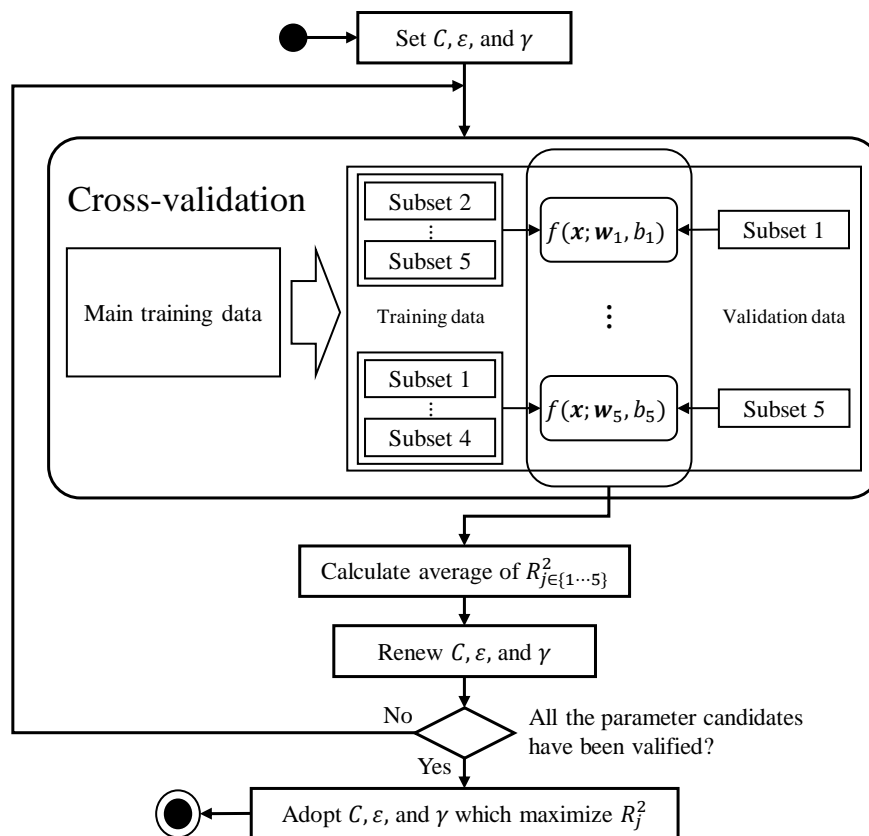 Set C, ε, and γ
Cross-validation
Main training data
Subset 2
⋮
Subset 5
Training data
Subset 1
⋮
Subset 4
f(x; w₁, b₁)
⋮
f(x; w₅, b₅)
Subset 1
Validation data
Subset 5
Calculate average of R²_{j∈{1⋯5}}
Renew C, ε, and γ
No
All the parameter candidates
have been valified?
Yes
Adopt C, ε, and γ which maximize R²_j